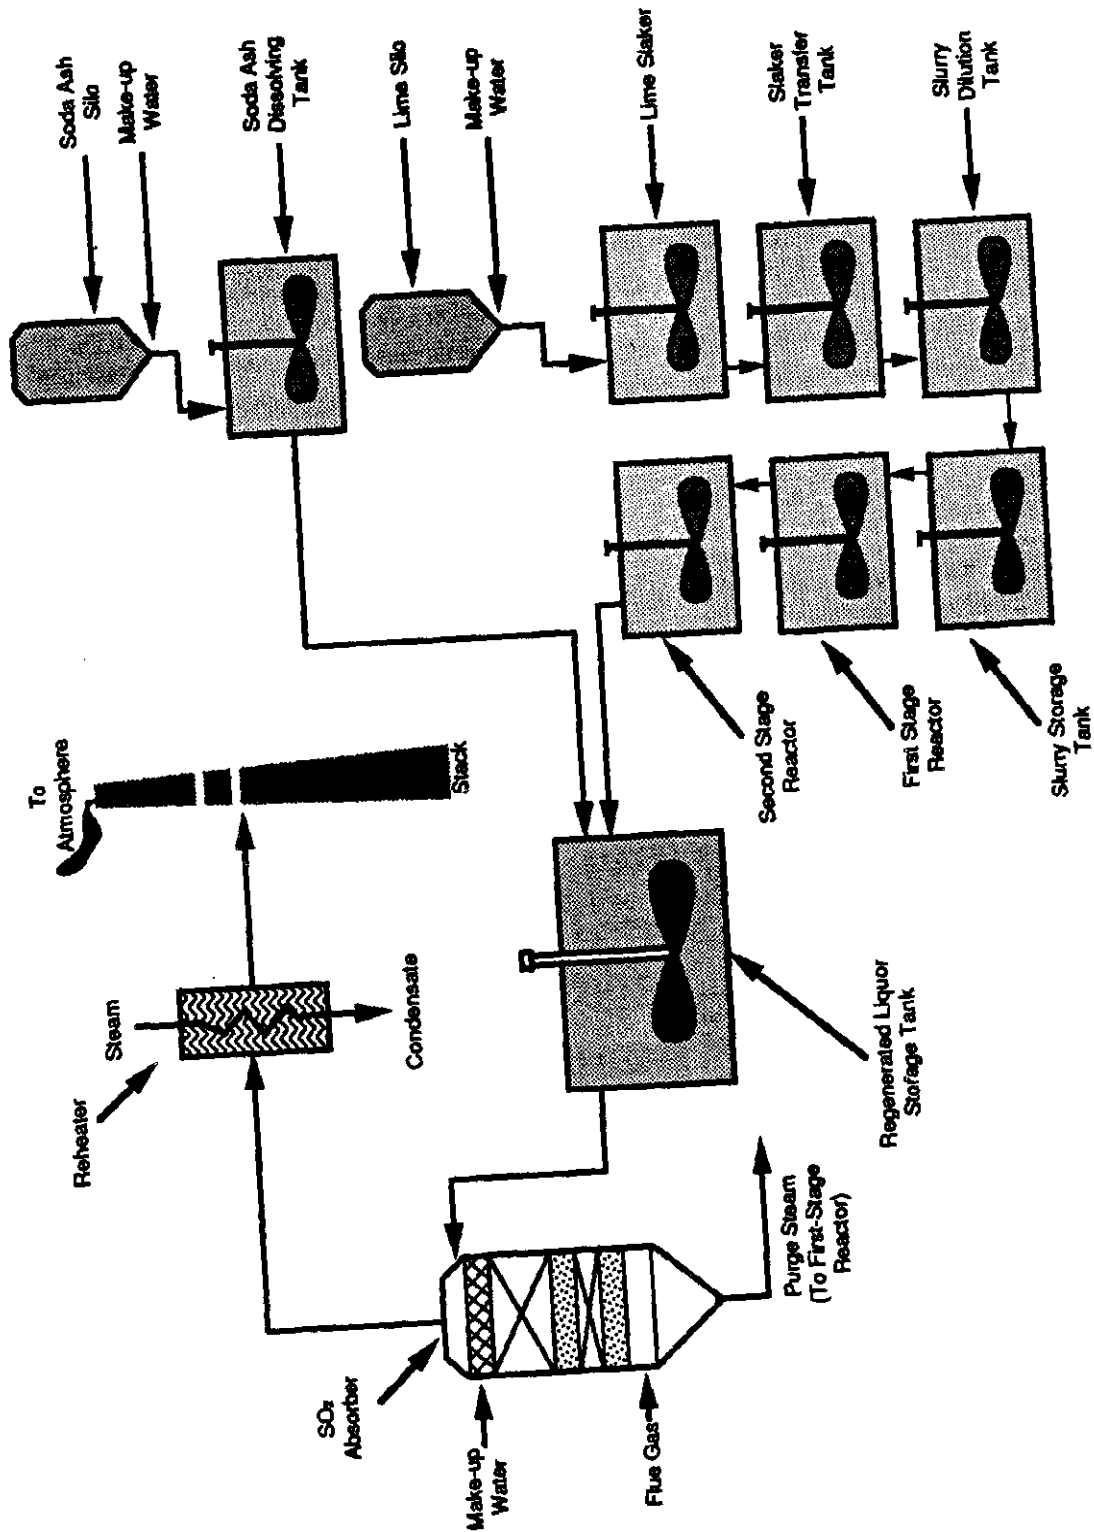 Soda Ash
Silo
Make-up
Water
Soda Ash
Dissolving
Tank
Lime Silo
Make-up
Water
Lime Slaker
Slaker
Transfer
Tank
Slurry
Dilution
Tank
To
Atmosphere
Stack
Second Stage
Reactor
First Stage
Reactor
Slurry Storage
Tank
Steam
Reheater
Condensate
Regenerated Liquor
Storage Tank
SO₂
Absorber
Make-up
Water
Flue Gas
Purge Steam
(To First-Stage
Reactor)